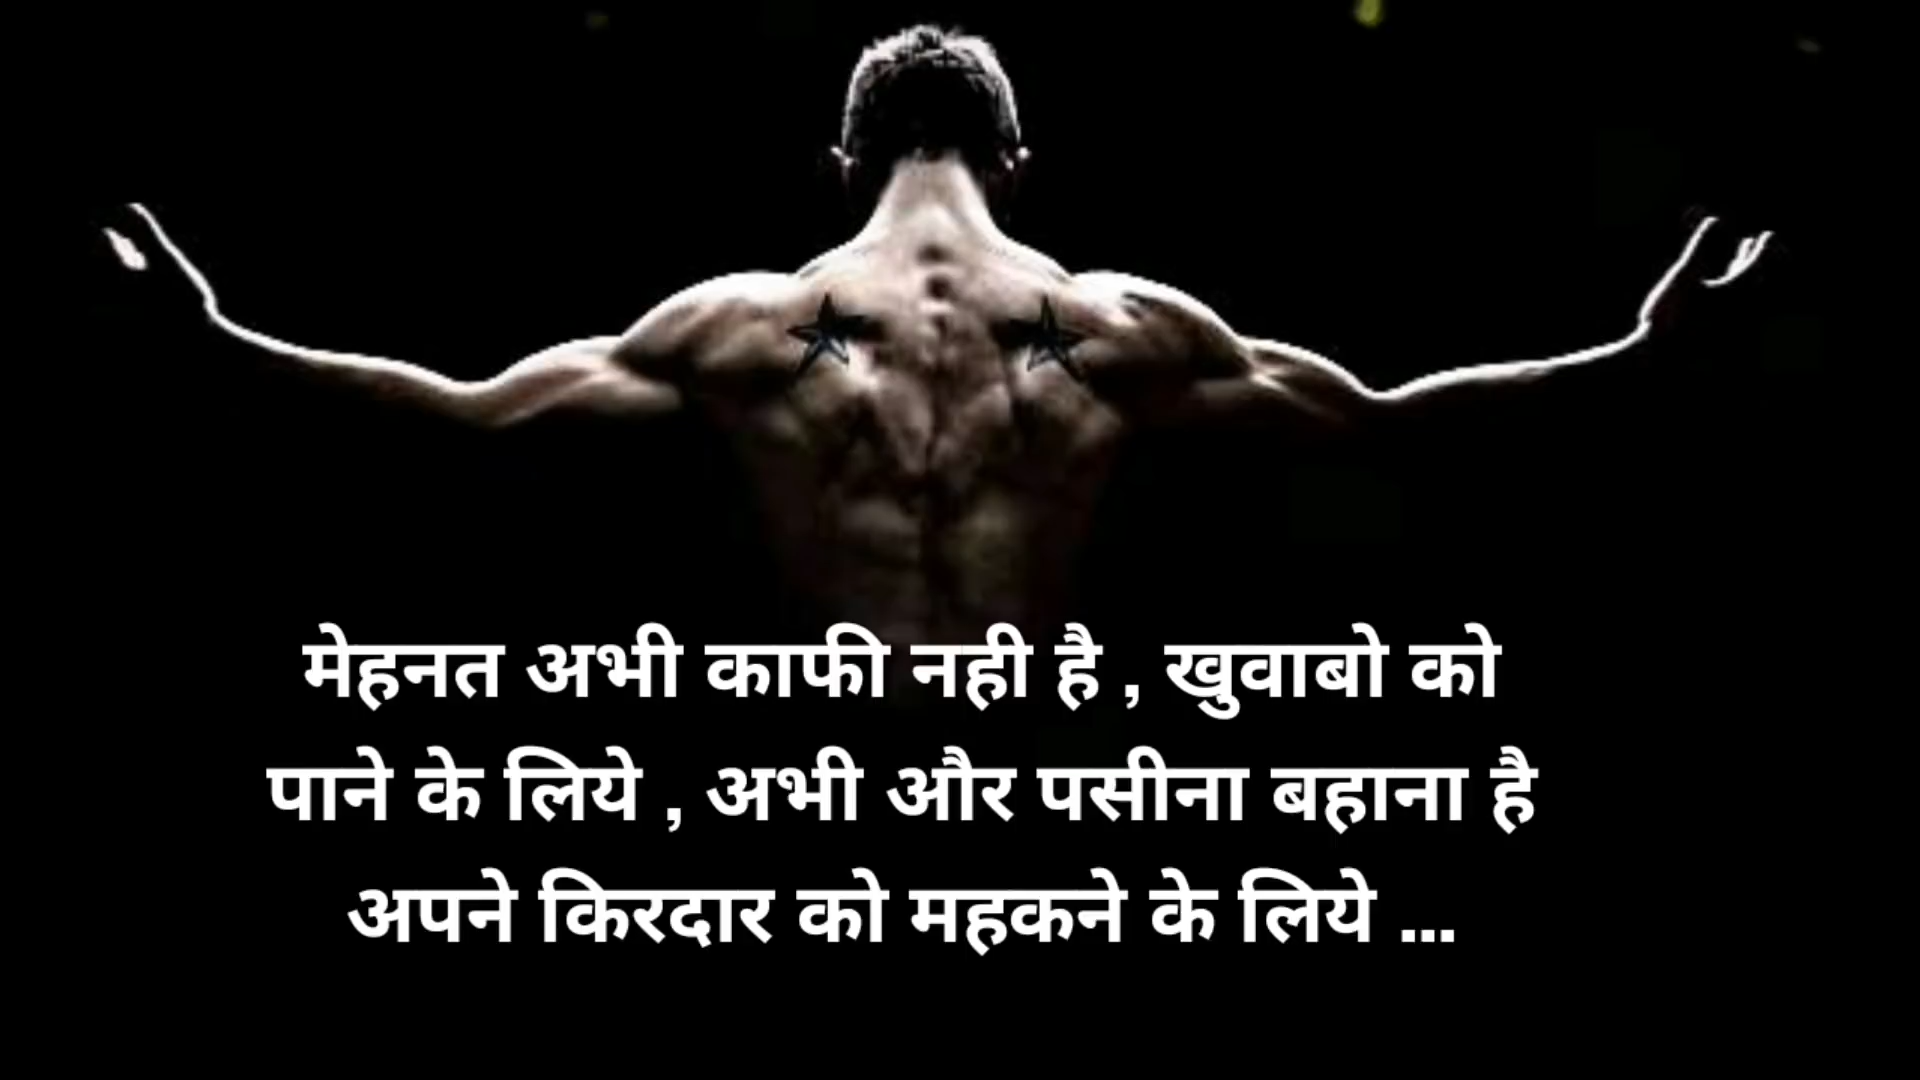 मेहनत अभी काफी नही है , खुवाबो को
पाने के लिये , अभी और पसीना बहाना है
अपने किरदार को महकने के लिये ...